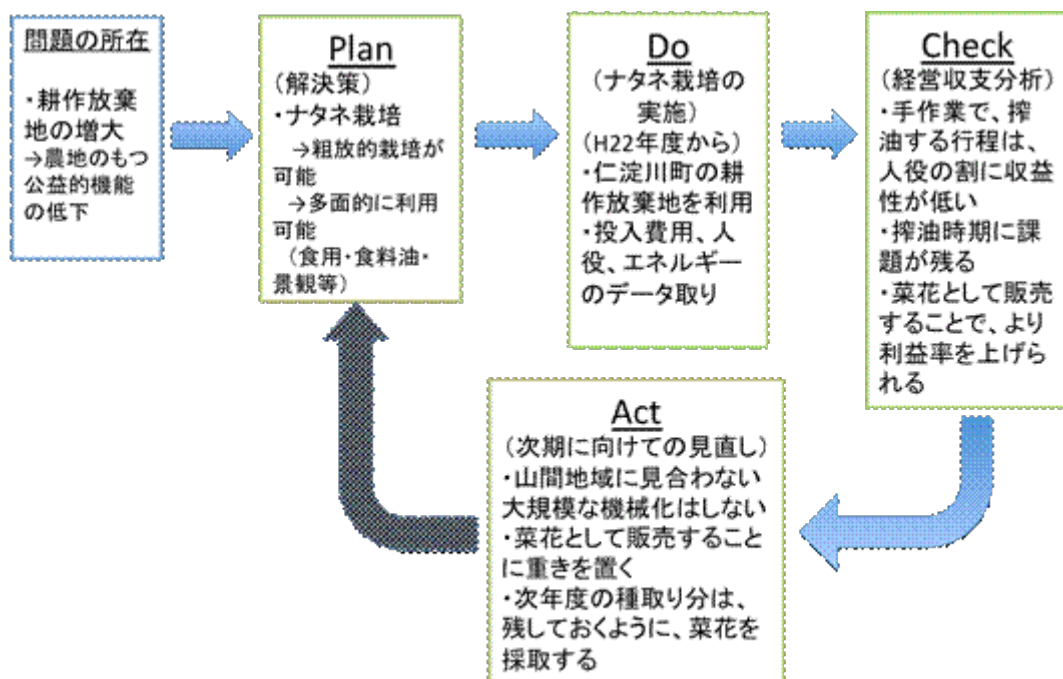 問題の所在
・耕作放棄
地の増大
→農地のもつ
公益的機能
の低下
Plan
(解決策)
・ナタネ栽培
→粗放的栽培が
可能
→多面的に利用
可能
(食用・食料油・
景観等)
Do
(ナタネ栽培の
実施)
(H22年度から)
・仁淀川町の耕
作放棄地を利用
・投入費用、人
役、エネルギー
のデータ取り
Check
(経営収支分析)
・手作業で、搾
油する行程は、
人役の割に収益
性が低い
・搾油時期に課
題が残る
・菜花として販売
することで、より
利益率を上げら
れる
Act
(次期に向けての見直し)
・山間地域に見合わない
大規模な機械化はしない
・菜花として販売すること
に重きを置く
・次年度の種取り分は、
残しておくように、菜花を
採取する